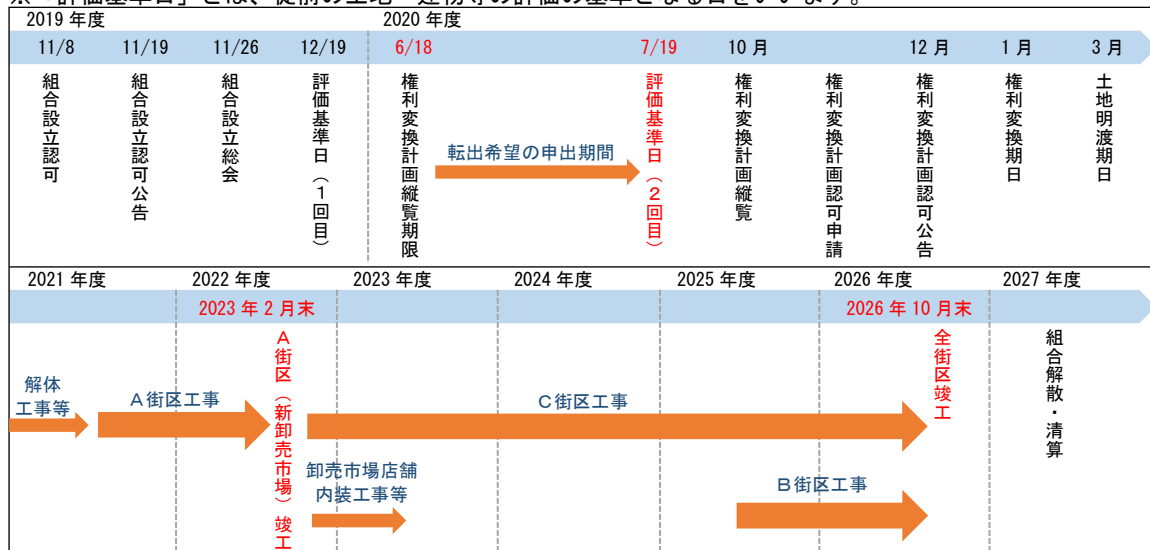 ※「評価基準日」とは、従前の土地・建物等の評価の基準となる日をいいます。
2019 年度
2020 年度
11/8
11/19
11/26
12/19
6/18
7/19
10 月
12 月
1 月
3 月
組合設立認可
組合設立認可公告
組合設立総会
評価基準日（１回目）
権利変換計画縦覧期限
転出希望の申出期間
評価基準日（２回目）
権利変換計画縦覧
権利変換計画認可申請
権利変換計画認可公告
権利変換期日
土地明渡期日
2021 年度
2022 年度
2023 年度
2024 年度
2025 年度
2026 年度
2027 年度
2023 年 2 月末
2026 年 10 月末
解体
工事等
Ａ街区工事
Ａ街区（新卸売市場）竣工
Ｃ街区工事
卸売市場店舗
内装工事等
Ｂ街区工事
全街区竣工
組合解散・清算